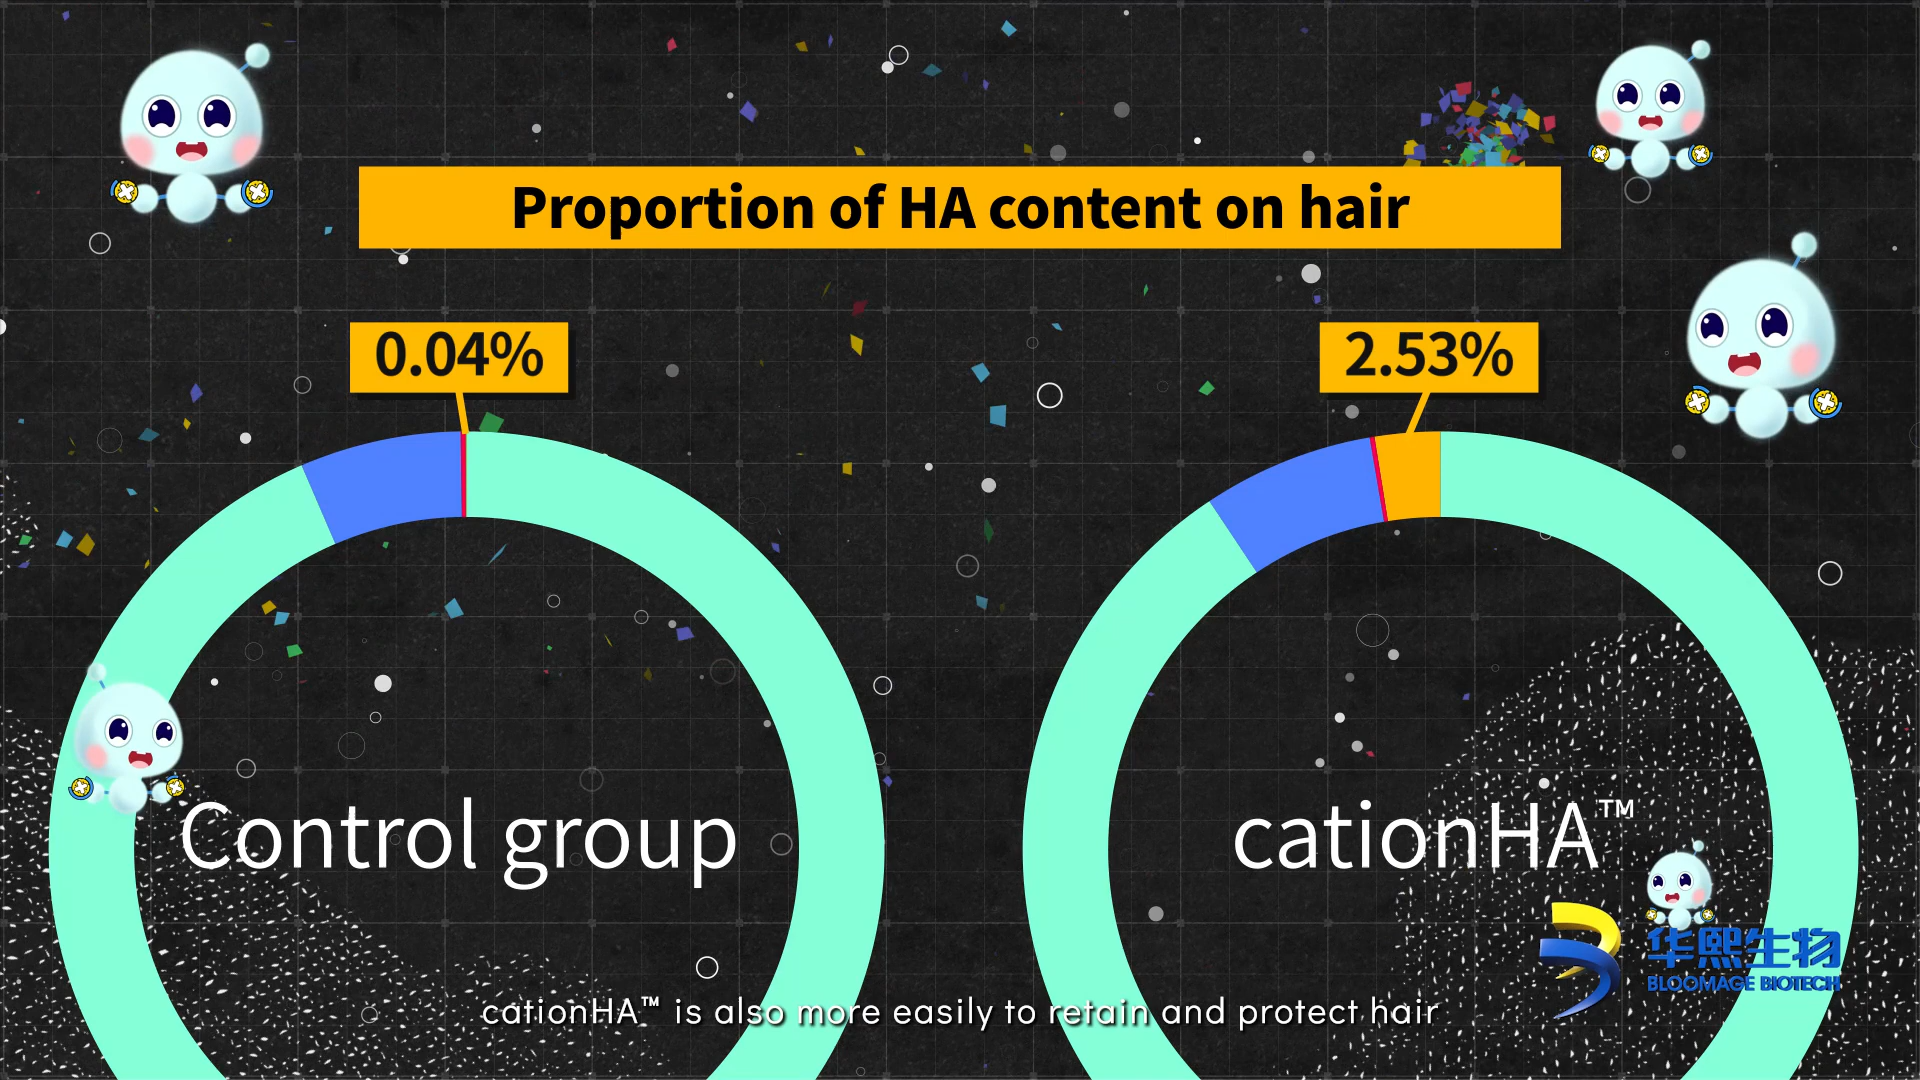 Proportion of HA content on hair
0.04%
2.53%
Control group
cationHA™
华熙生物
BLOOMAGE BIOTECH
cationHA™ is also more easily to retain and protect hair